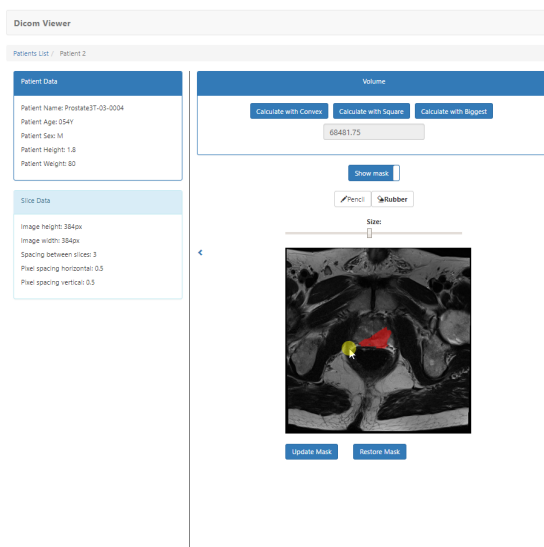 Dicom Viewer
Patients List / Patient 2
Patient Data
Patient Name: Prostate3T-03-0004
Patient Age: 054Y
Patient Sex: M
Patient Height: 1.8
Patient Weight: 80
Slice Data
Image height: 384px
Image width: 384px
Spacing between slices: 3
Pixel spacing horizontal: 0.5
Pixel spacing vertical: 0.5
Volume
Calculate with Convex Calculate with Square Calculate with Biggest
68481.75
Show mask
Pencil Rubber
Size:
Update Mask Restore Mask